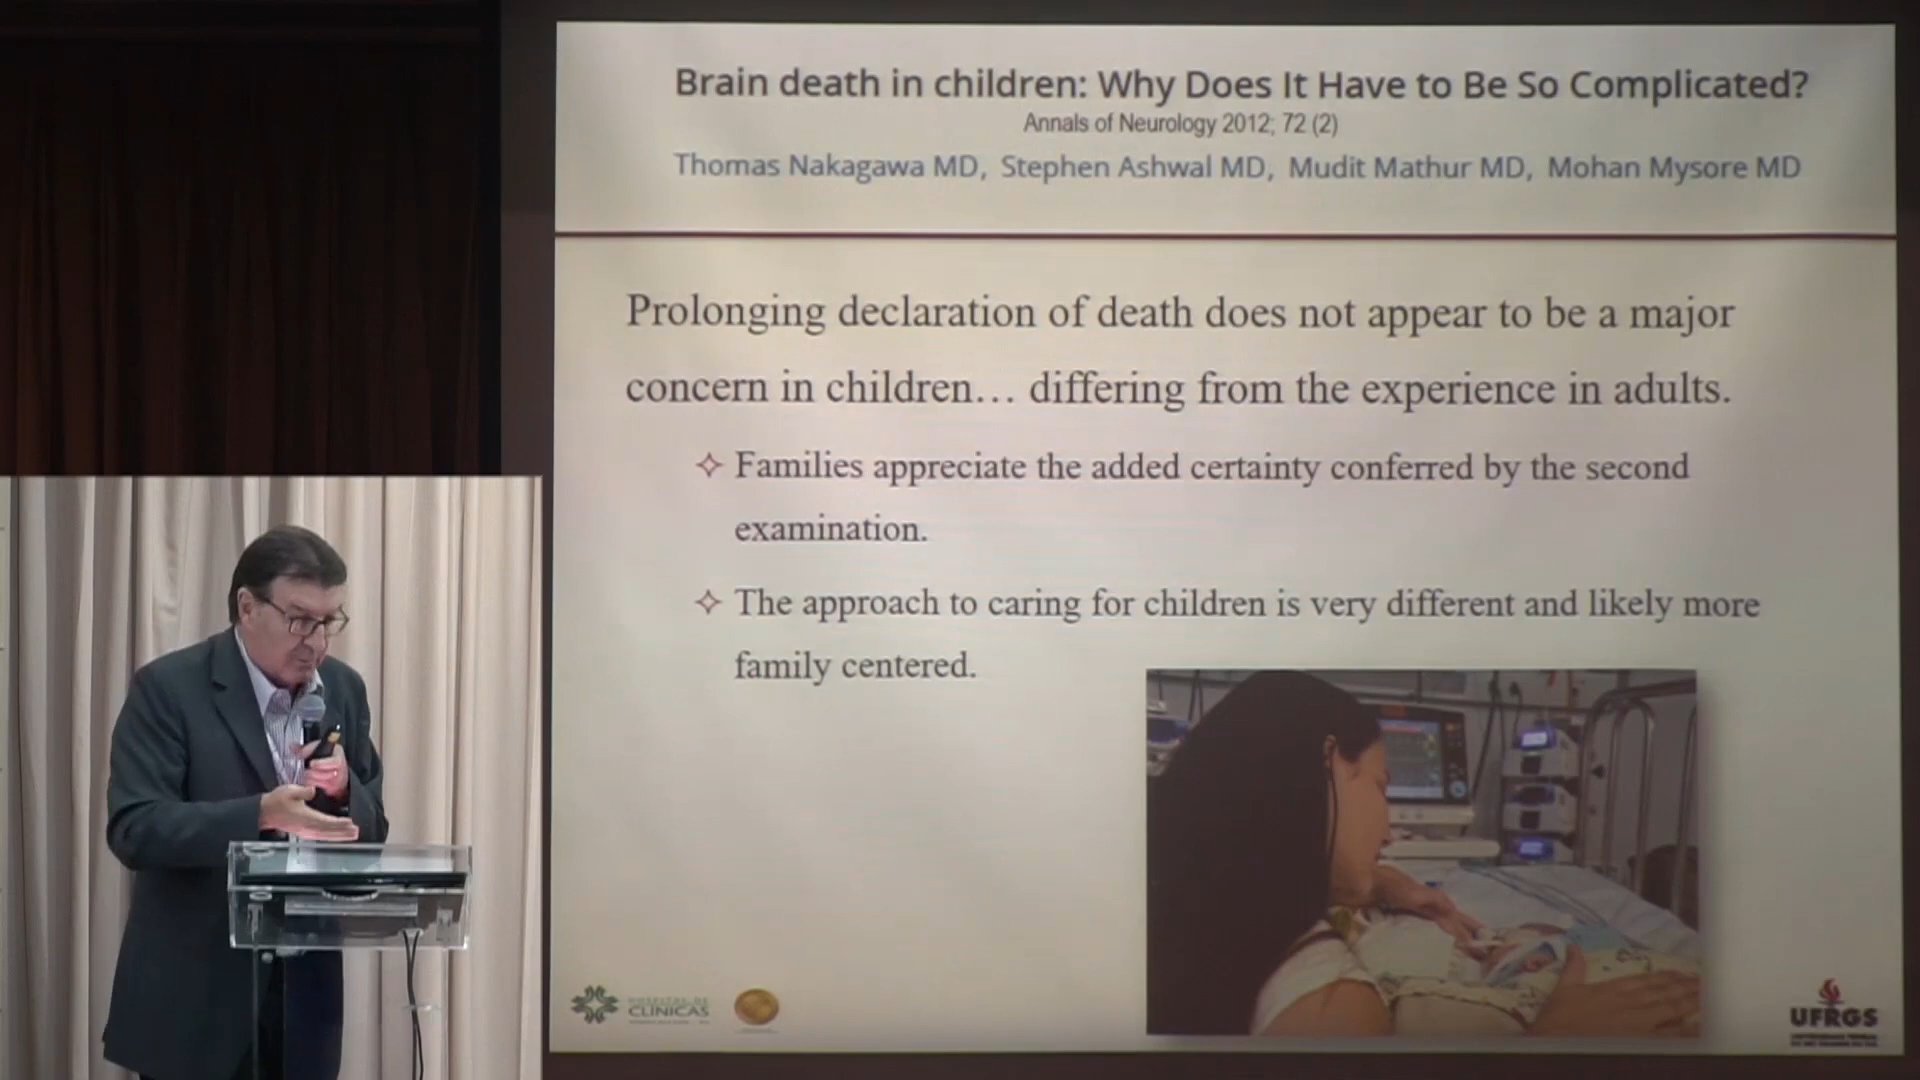 Brain death in children: Why Does It Have to Be So Complicated?
Annals of Neurology 2012; 72 (2)
Thomas Nakagawa MD, Stephen Ashwal MD, Mudit Mathur MD, Mohan Mysore MD
Prolonging declaration of death does not appear to be a major
concern in children… differing from the experience in adults.
Families appreciate the added certainty conferred by the second
examination.
The approach to caring for children is very different and likely more
family centered.
HOSPITAL DE
CLÍNICAS
UFRGS